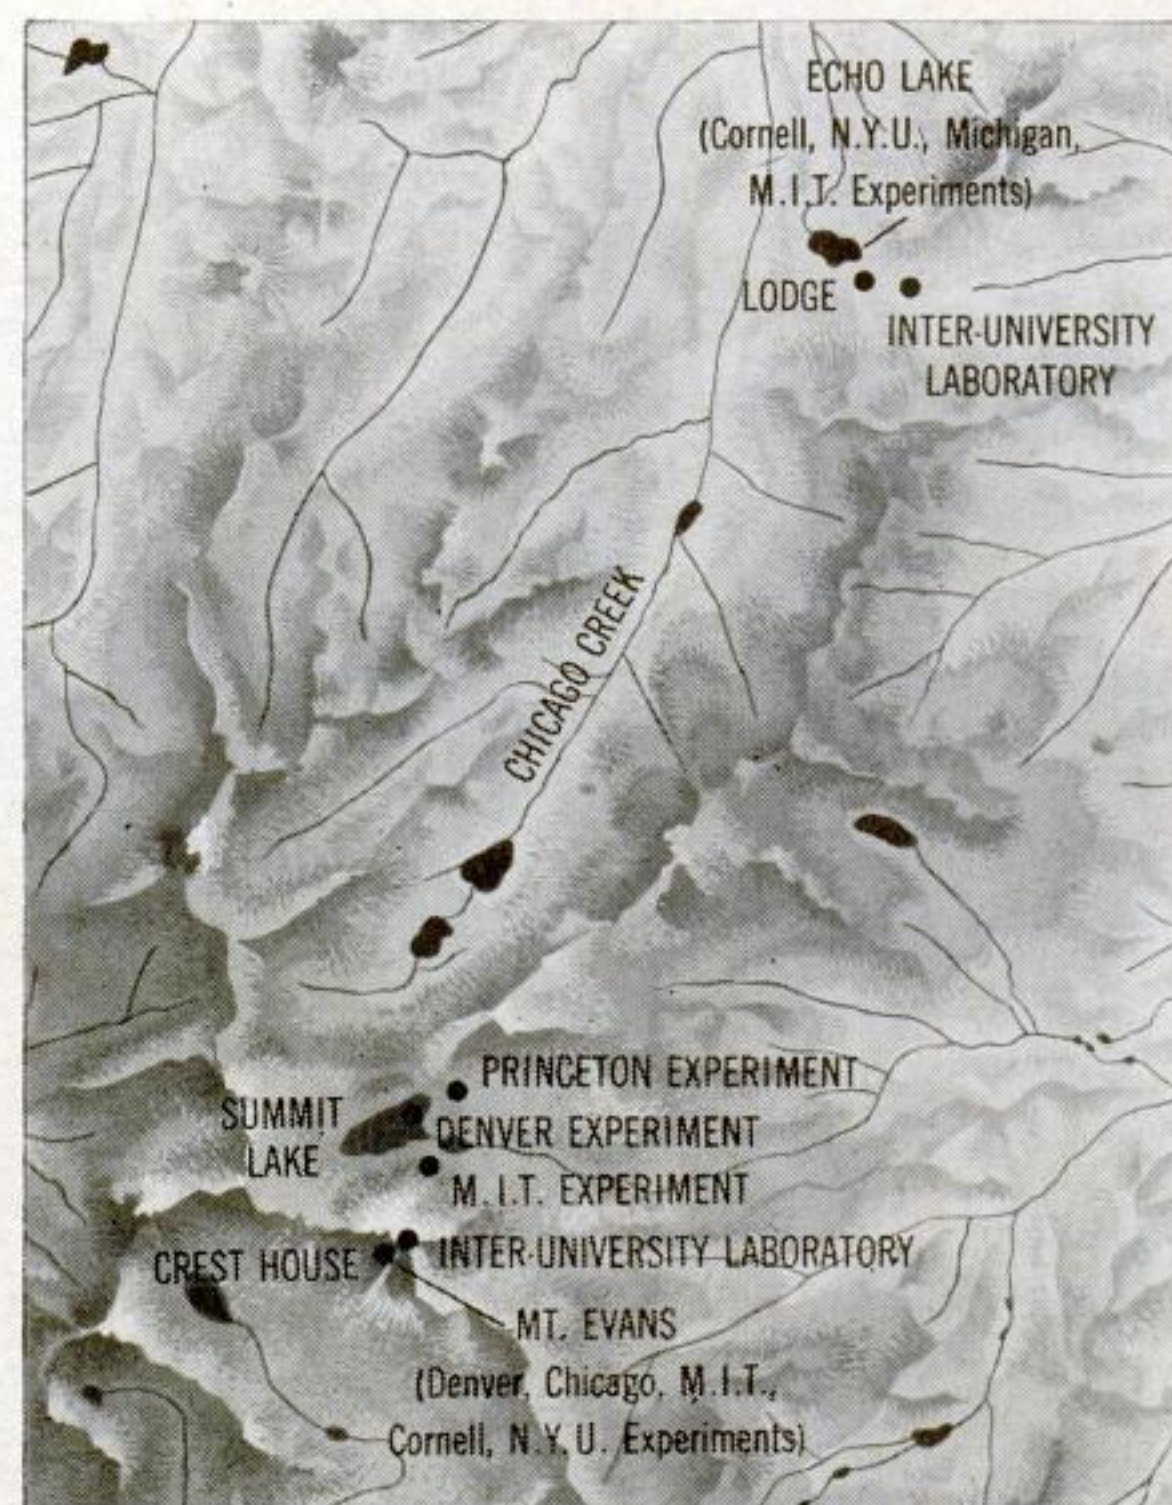 ECHO LAKE
(Cornell, N.Y.U., Michigan,
M.I.T. Experiments)
LODGE
INTER-UNIVERSITY
LABORATORY
CHICAGO CREEK
PRINCETON EXPERIMENT
SUMMIT
LAKE
DENVER EXPERIMENT
M.I.T. EXPERIMENT
CREST HOUSE
INTER-UNIVERSITY LABORATORY
MT. EVANS
(Denver, Chicago, M.I.T.,
Cornell, N.Y.U. Experiments)